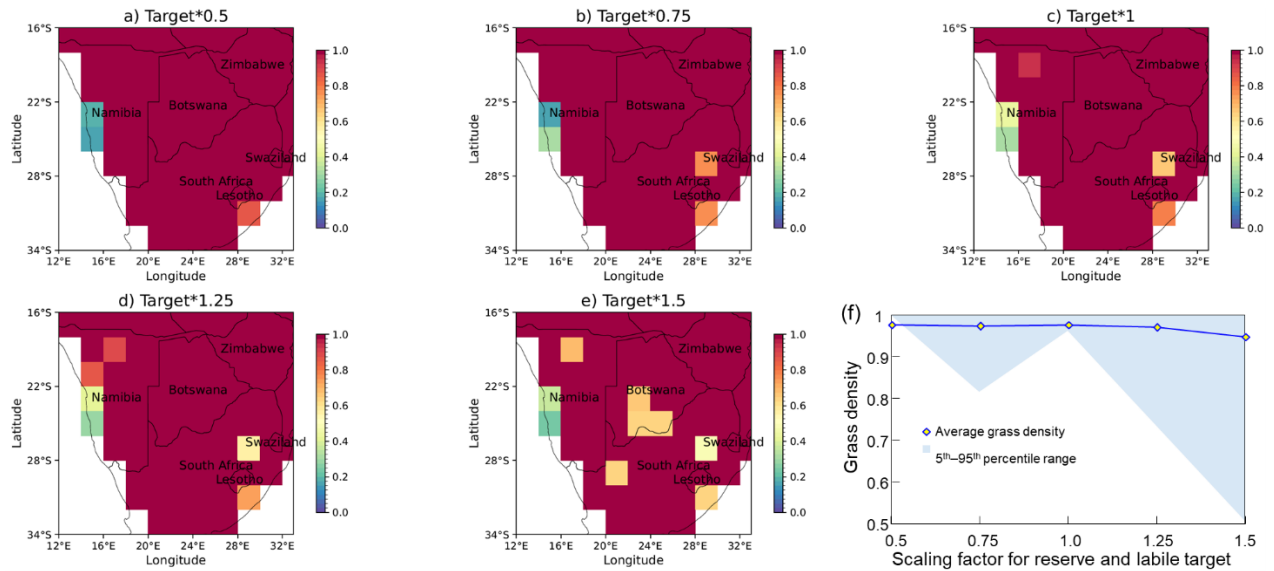 a) Target*0.5
16°S
22°S
28°S
34°S
Latitude
12°E 16°E 20°E 24°E 28°E 32°E
Longitude
Zimbabwe
Namibia
Botswana
Swaziland
South Africa
Lesotho
1.0
0.8
0.6
0.4
0.2
0.0
b) Target*0.75
16°S
22°S
28°S
34°S
Latitude
12°E 16°E 20°E 24°E 28°E 32°E
Longitude
Zimbabwe
Namibia
Botswana
Swaziland
South Africa
Lesotho
1.0
0.8
0.6
0.4
0.2
0.0
c) Target*1
16°S
22°S
28°S
34°S
Latitude
12°E 16°E 20°E 24°E 28°E 32°E
Longitude
Zimbabwe
Namibia
Botswana
Swaziland
South Africa
Lesotho
1.0
0.8
0.6
0.4
0.2
0.0
d) Target*1.25
16°S
22°S
28°S
34°S
Latitude
12°E 16°E 20°E 24°E 28°E 32°E
Longitude
Zimbabwe
Botswana
Namibia
Swaziland
South Africa
Lesotho
1.0
0.8
0.6
0.4
0.2
0.0
e) Target*1.5
16°S
22°S
28°S
34°S
Latitude
12°E 16°E 20°E 24°E 28°E 32°E
Longitude
Zimbabwe
Botswana
Namibia
Swaziland
South Africa
Lesotho
1.0
0.8
0.6
0.4
0.2
0.0
(f)
1
0.9
0.8
0.7
0.6
0.5
Grass density
Average grass density
5th–95th percentile range
0.5 0.75 1.0 1.25 1.5
Scaling factor for reserve and labile target